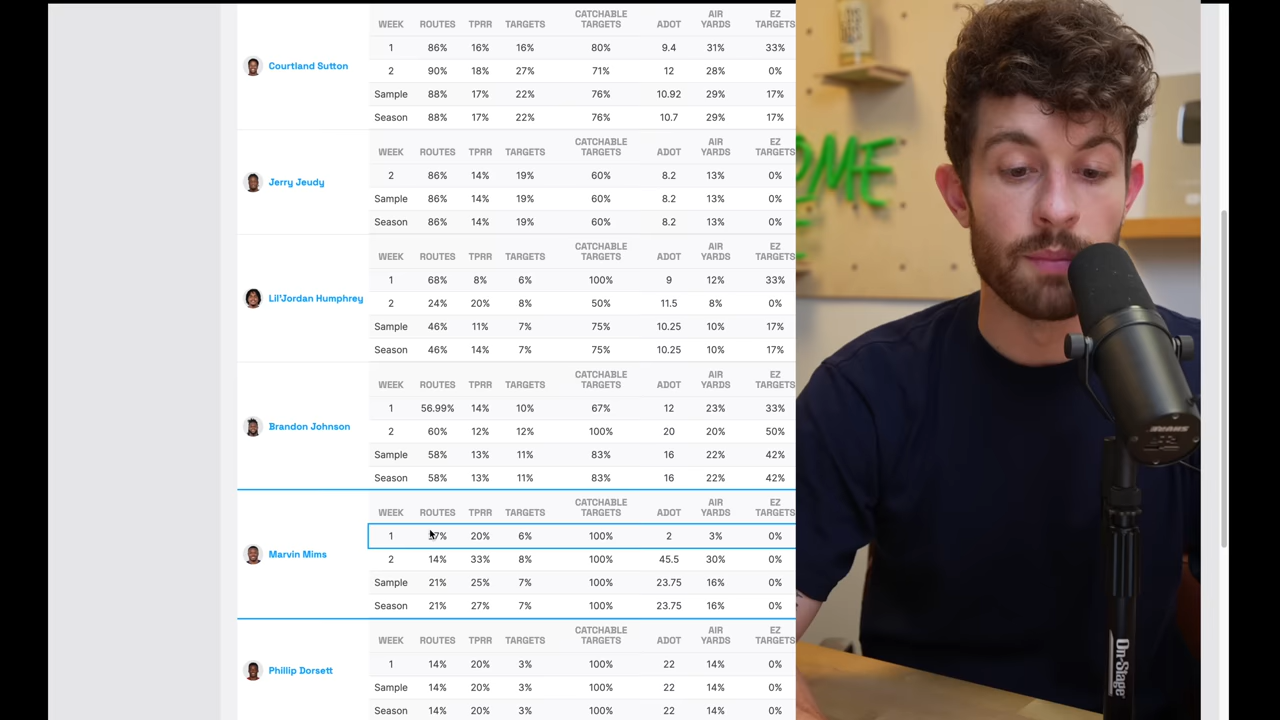 WEEK ROUTES TPRR TARGETS CATCHABLE TARGETS ADOT AIR YARDS EZ TARGETS
Courtland Sutton
1 86% 16% 16% 80% 9.4 31% 33%
2 90% 18% 27% 71% 12 28% 0%
Sample 88% 17% 22% 76% 10.92 29% 17%
Season 88% 17% 22% 76% 10.7 29% 17%
WEEK ROUTES TPRR TARGETS CATCHABLE TARGETS ADOT AIR YARDS EZ TARGETS
Jerry Jeudy
2 86% 14% 19% 60% 8.2 13% 0%
Sample 86% 14% 19% 60% 8.2 13% 0%
Season 86% 14% 19% 60% 8.2 13% 0%
WEEK ROUTES TPRR TARGETS CATCHABLE TARGETS ADOT AIR YARDS EZ TARGETS
Lil'Jordan Humphrey
1 68% 8% 6% 100% 9 12% 33%
2 24% 20% 8% 50% 11.5 8% 0%
Sample 46% 11% 7% 75% 10.25 10% 17%
Season 46% 14% 7% 75% 10.25 10% 17%
WEEK ROUTES TPRR TARGETS CATCHABLE TARGETS ADOT AIR YARDS EZ TARGETS
Brandon Johnson
1 56.99% 14% 10% 67% 12 23% 33%
2 60% 12% 12% 100% 20 20% 50%
Sample 58% 13% 11% 83% 16 22% 42%
Season 58% 13% 11% 83% 16 22% 42%
WEEK ROUTES TPRR TARGETS CATCHABLE TARGETS ADOT AIR YARDS EZ TARGETS
Marvin Mims
1 20% 6% 100% 2 3% 0%
2 14% 33% 8% 100% 45.5 30% 0%
Sample 21% 25% 7% 100% 23.75 16% 0%
Season 21% 27% 7% 100% 23.75 16% 0%
WEEK ROUTES TPRR TARGETS CATCHABLE TARGETS ADOT AIR YARDS EZ TARGETS
Phillip Dorsett
1 14% 20% 3% 100% 22 14% 0%
Sample 14% 20% 3% 100% 22 14% 0%
Season 14% 20% 3% 100% 22 14% 0%
OME
On-Stage